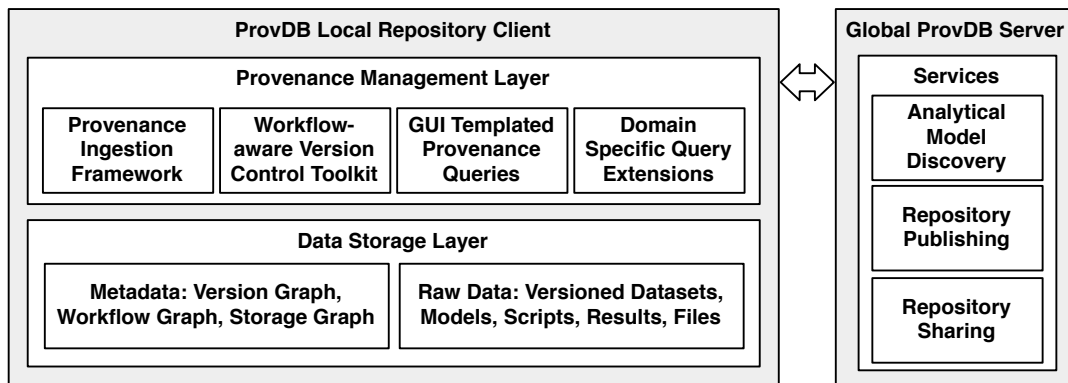 ProvDB Local Repository Client
Provenance Management Layer
Provenance
Ingestion
Framework
Workflow-
aware Version
Control Toolkit
GUI Templated
Provenance
Queries
Domain
Specific Query
Extensions
Data Storage Layer
Metadata: Version Graph,
Workflow Graph, Storage Graph
Raw Data: Versioned Datasets,
Models, Scripts, Results, Files
Global ProvDB Server
Services
Analytical
Model
Discovery
Repository
Publishing
Repository
Sharing